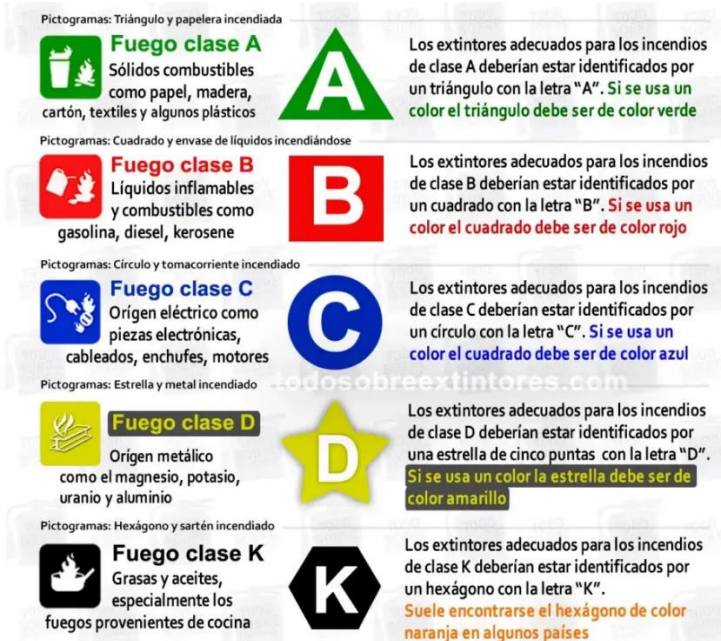 Pictogramas: Triángulo y papelera incendiada
Fuego clase A
Sólidos combustibles
como papel, madera,
cartón, textiles y algunos plásticos
A
Los extintores adecuados para los incendios
de clase A deberían estar identificados por
un triángulo con la letra "A". Si se usa un
color el triángulo debe ser de color verde
Pictogramas: Cuadrado y envase de líquidos incendiándose
Fuego clase B
Líquidos inflamables
y combustibles como
gasolina, diesel, kerosene
B
Los extintores adecuados para los incendios
de clase B deberían estar identificados por
un cuadrado con la letra "B". Si se usa un
color el cuadrado debe ser de color rojo
Pictogramas: Círculo y tomacorriente incendiado
Fuego clase C
Orígen eléctrico como
piezas electrónicas,
cableados, enchufes, motores
C
Los extintores adecuados para los incendios
de clase C deberían estar identificados por
un círculo con la letra "C". Si se usa un
color el cuadrado debe ser de color azul
todosobreextintores.com
Pictogramas: Estrella y metal incendiado
Fuego clase D
Orígen metálico
como el magnesio, potasio,
uranio y aluminio
D
Los extintores adecuados para los incendios
de clase D deberían estar identificados por
una estrella de cinco puntas con la letra "D".
Si se usa un color la estrella debe ser de
color amarillo
Pictogramas: Hexágono y sartén incendiado
Fuego clase K
Grasas y aceites,
especialmente los
fuegos provenientes de cocina
K
Los extintores adecuados para los incendios
de clase K deberían estar identificados por
un hexágono con la letra "K".
Suele encontrarse el hexágono de color
naranja en algunos países